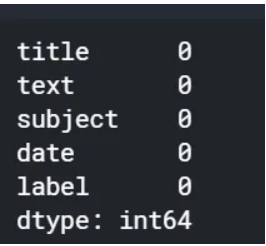 title 0
text 0
subject 0
date 0
label 0
dtype: int64